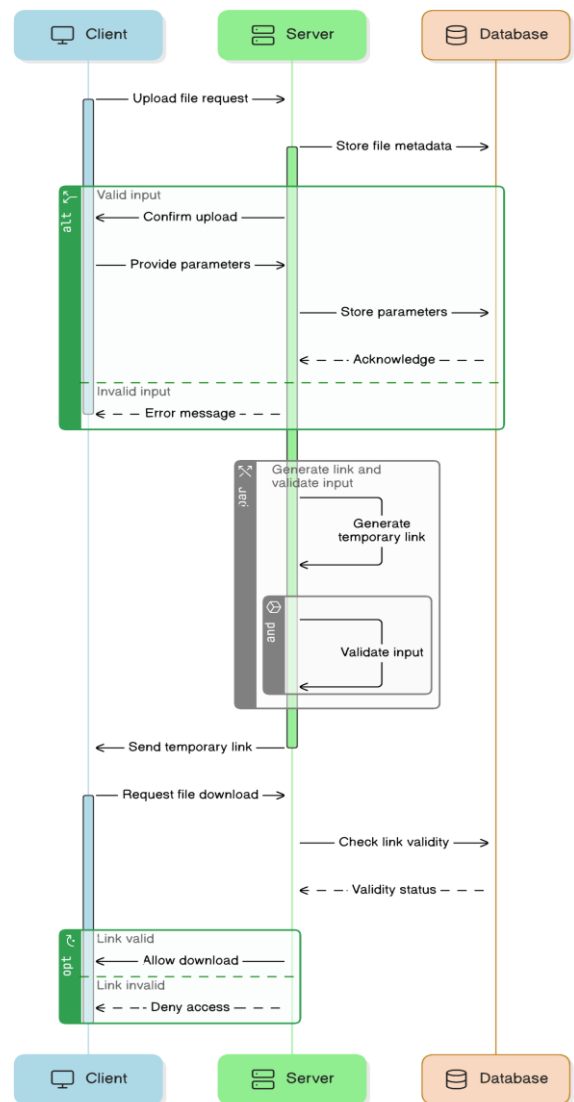 Client
Server
Database
Upload file request
Store file metadata
alt
Valid input
Confirm upload
Provide parameters
Store parameters
Acknowledge
Invalid input
Error message
par
Generate link and
validate input
Generate
temporary link
and
Validate input
Send temporary link
Request file download
Check link validity
Validity status
opt
Link valid
Allow download
Link invalid
Deny access
Client
Server
Database